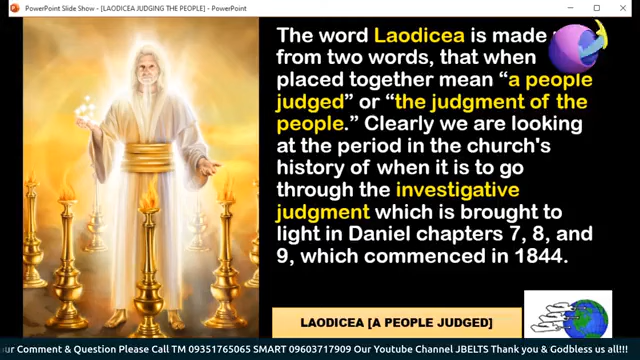 PowerPoint Slide Show - [LAODICEA JUDGING THE PEOPLE] - PowerPoint
The word Laodicea is made
from two words, that when
placed together mean “a people
judged” or “the judgment of the
people.” Clearly we are looking
at the period in the church's
history of when it is to go
through the investigative
judgment which is brought to
light in Daniel chapters 7, 8, and
9, which commenced in 1844.
LAODICEA [A PEOPLE JUDGED]
ur Comment & Question Please Call TM 09351765065 SMART 09603717909 Our Youtube Channel JBELTS Thank you & Godbless us all!!!